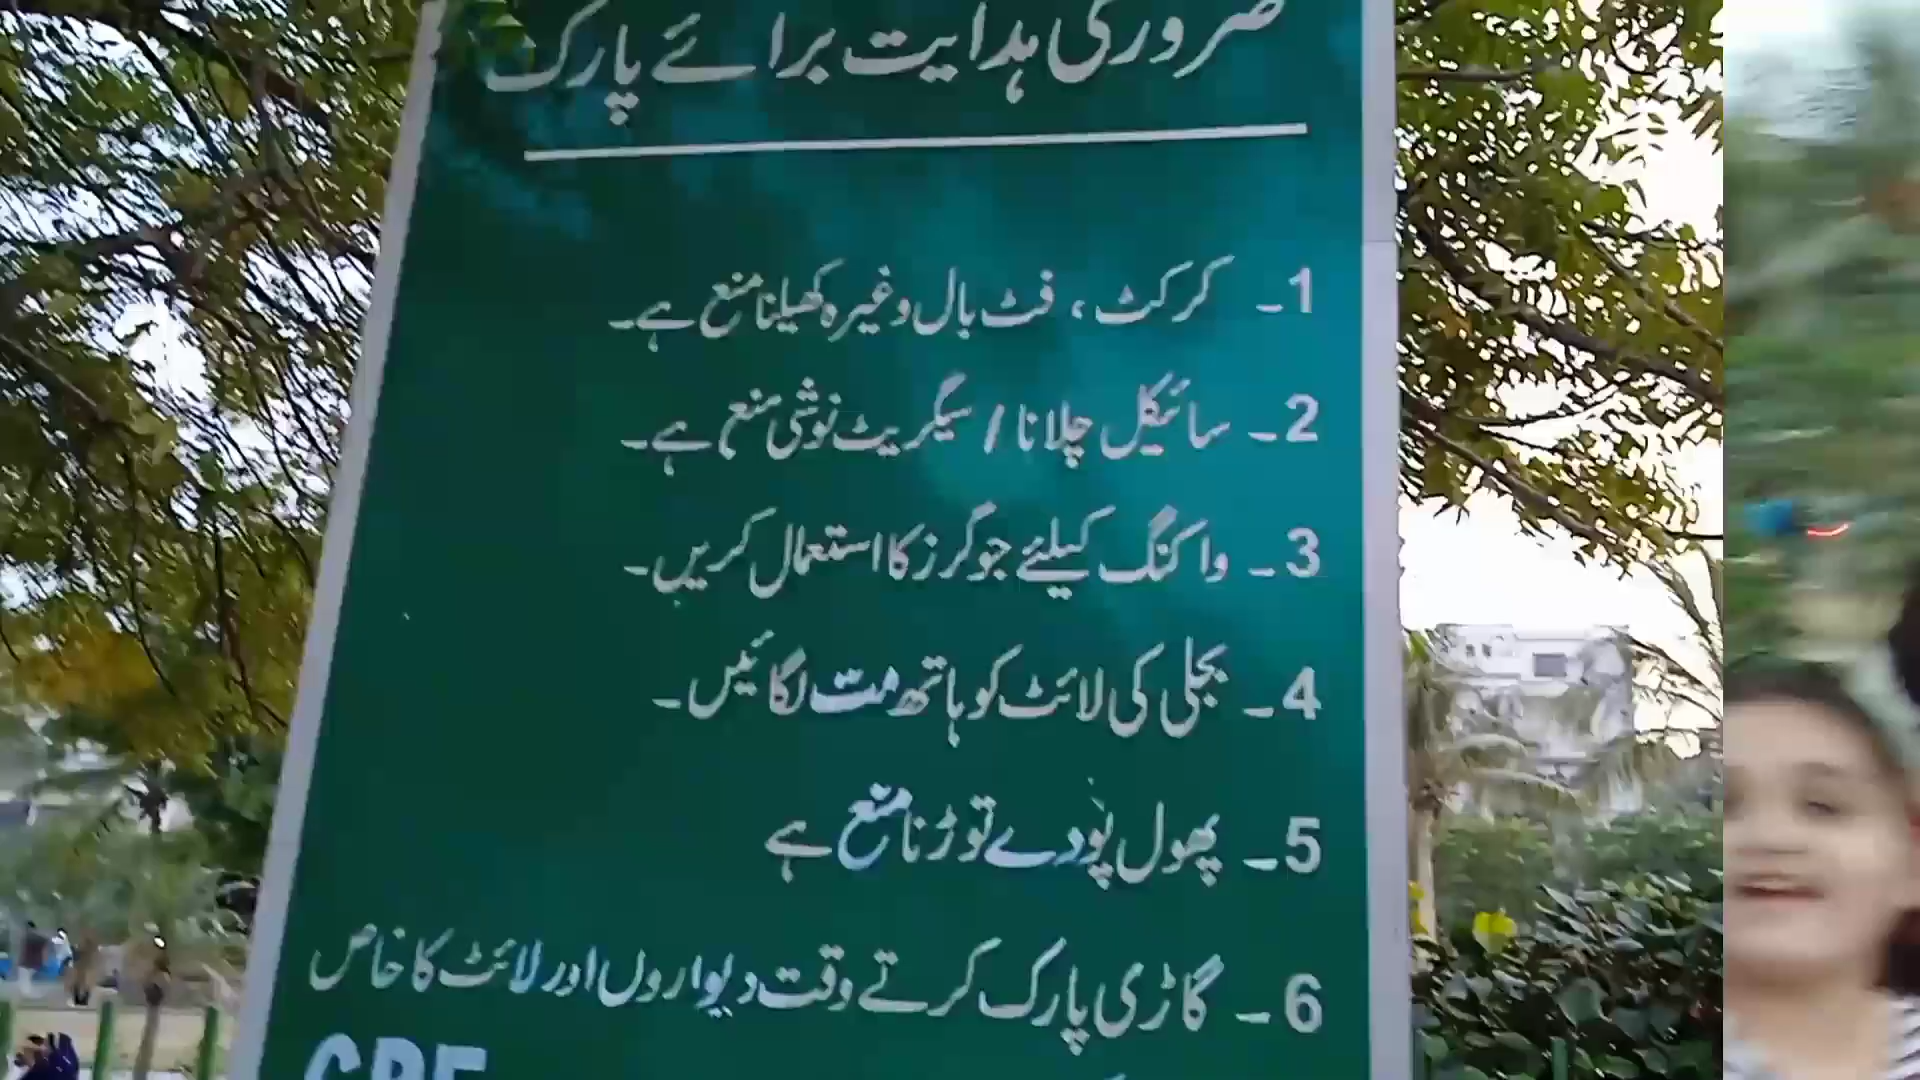 ضروری ہدایت برائے پارک
1۔ کرکٹ، فٹ بال وغیرہ کھیلنا منع ہے۔
2۔ سائیکل چلانا / سیگریٹ نوشی منع ہے۔
3۔ واکنگ کیلئے جوگرز کا استعمال کریں۔
4۔ بجلی کی لائٹ کو ہاتھ مت لگائیں۔
5۔ پھول پودے توڑنا منع ہے
6۔ گاڑی پارک کرتے وقت دیواروں اور لائٹ کا خاص